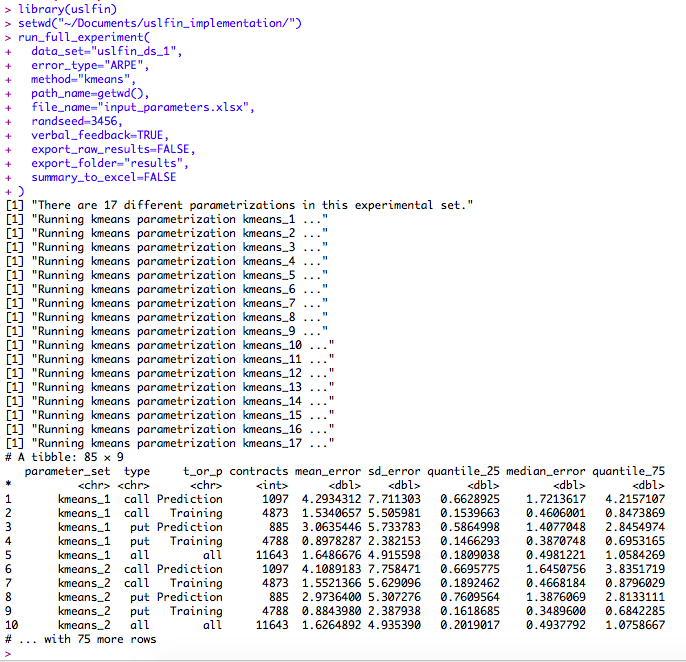 > library(uslfin)
> setwd("~/Documents/uslfin_implementation/")
> run_full_experiment(
+   data_set="uslfin_ds_1",
+   error_type="ARPE",
+   method="kmeans",
+   path_name=getwd(),
+   file_name="input_parameters.xlsx",
+   randseed=3456,
+   verbal_feedback=TRUE,
+   export_raw_results=FALSE,
+   export_folder="results",
+   summary_to_excel=FALSE
+ )
[1] "There are 17 different parametrizations in this experimental set."
[1] "Running kmeans parametrization kmeans_1 ..."
[1] "Running kmeans parametrization kmeans_2 ..."
[1] "Running kmeans parametrization kmeans_3 ..."
[1] "Running kmeans parametrization kmeans_4 ..."
[1] "Running kmeans parametrization kmeans_5 ..."
[1] "Running kmeans parametrization kmeans_6 ..."
[1] "Running kmeans parametrization kmeans_7 ..."
[1] "Running kmeans parametrization kmeans_8 ..."
[1] "Running kmeans parametrization kmeans_9 ..."
[1] "Running kmeans parametrization kmeans_10 ..."
[1] "Running kmeans parametrization kmeans_11 ..."
[1] "Running kmeans parametrization kmeans_12 ..."
[1] "Running kmeans parametrization kmeans_13 ..."
[1] "Running kmeans parametrization kmeans_14 ..."
[1] "Running kmeans parametrization kmeans_15 ..."
[1] "Running kmeans parametrization kmeans_16 ..."
[1] "Running kmeans parametrization kmeans_17 ..."
# A tibble: 85 × 9
   parameter_set  type     t_or_p contracts mean_error sd_error quantile_25 median_error quantile_75
*          <chr> <chr>      <chr>     <int>      <dbl>    <dbl>       <dbl>        <dbl>       <dbl>
1       kmeans_1  call Prediction      1097  4.2934312 7.711303   0.6628925    1.7213617   4.2157107
2       kmeans_1  call   Training      4873  1.5340657 5.505981   0.1539663    0.4606001   0.8473869
3       kmeans_1   put Prediction       885  3.0635446 5.733783   0.5864998    1.4077048   2.8454974
4       kmeans_1   put   Training      4788  0.8978287 2.382153   0.1466293    0.3870748   0.6953165
5       kmeans_1   all        all     11643  1.6486676 4.915598   0.1809038    0.4981221   1.0584269
6       kmeans_2  call Prediction      1097  4.1089183 7.758471   0.6695775    1.6450756   3.8351719
7       kmeans_2  call   Training      4873  1.5521366 5.629096   0.1892462    0.4668184   0.8796029
8       kmeans_2   put Prediction       885  2.9736400 5.307276   0.7609564    1.3876069   2.8133111
9       kmeans_2   put   Training      4788  0.8843980 2.387938   0.1618685    0.3489600   0.6842285
10      kmeans_2   all        all     11643  1.6264892 4.935390   0.2019017    0.4937792   1.0758667
# ... with 75 more rows
>